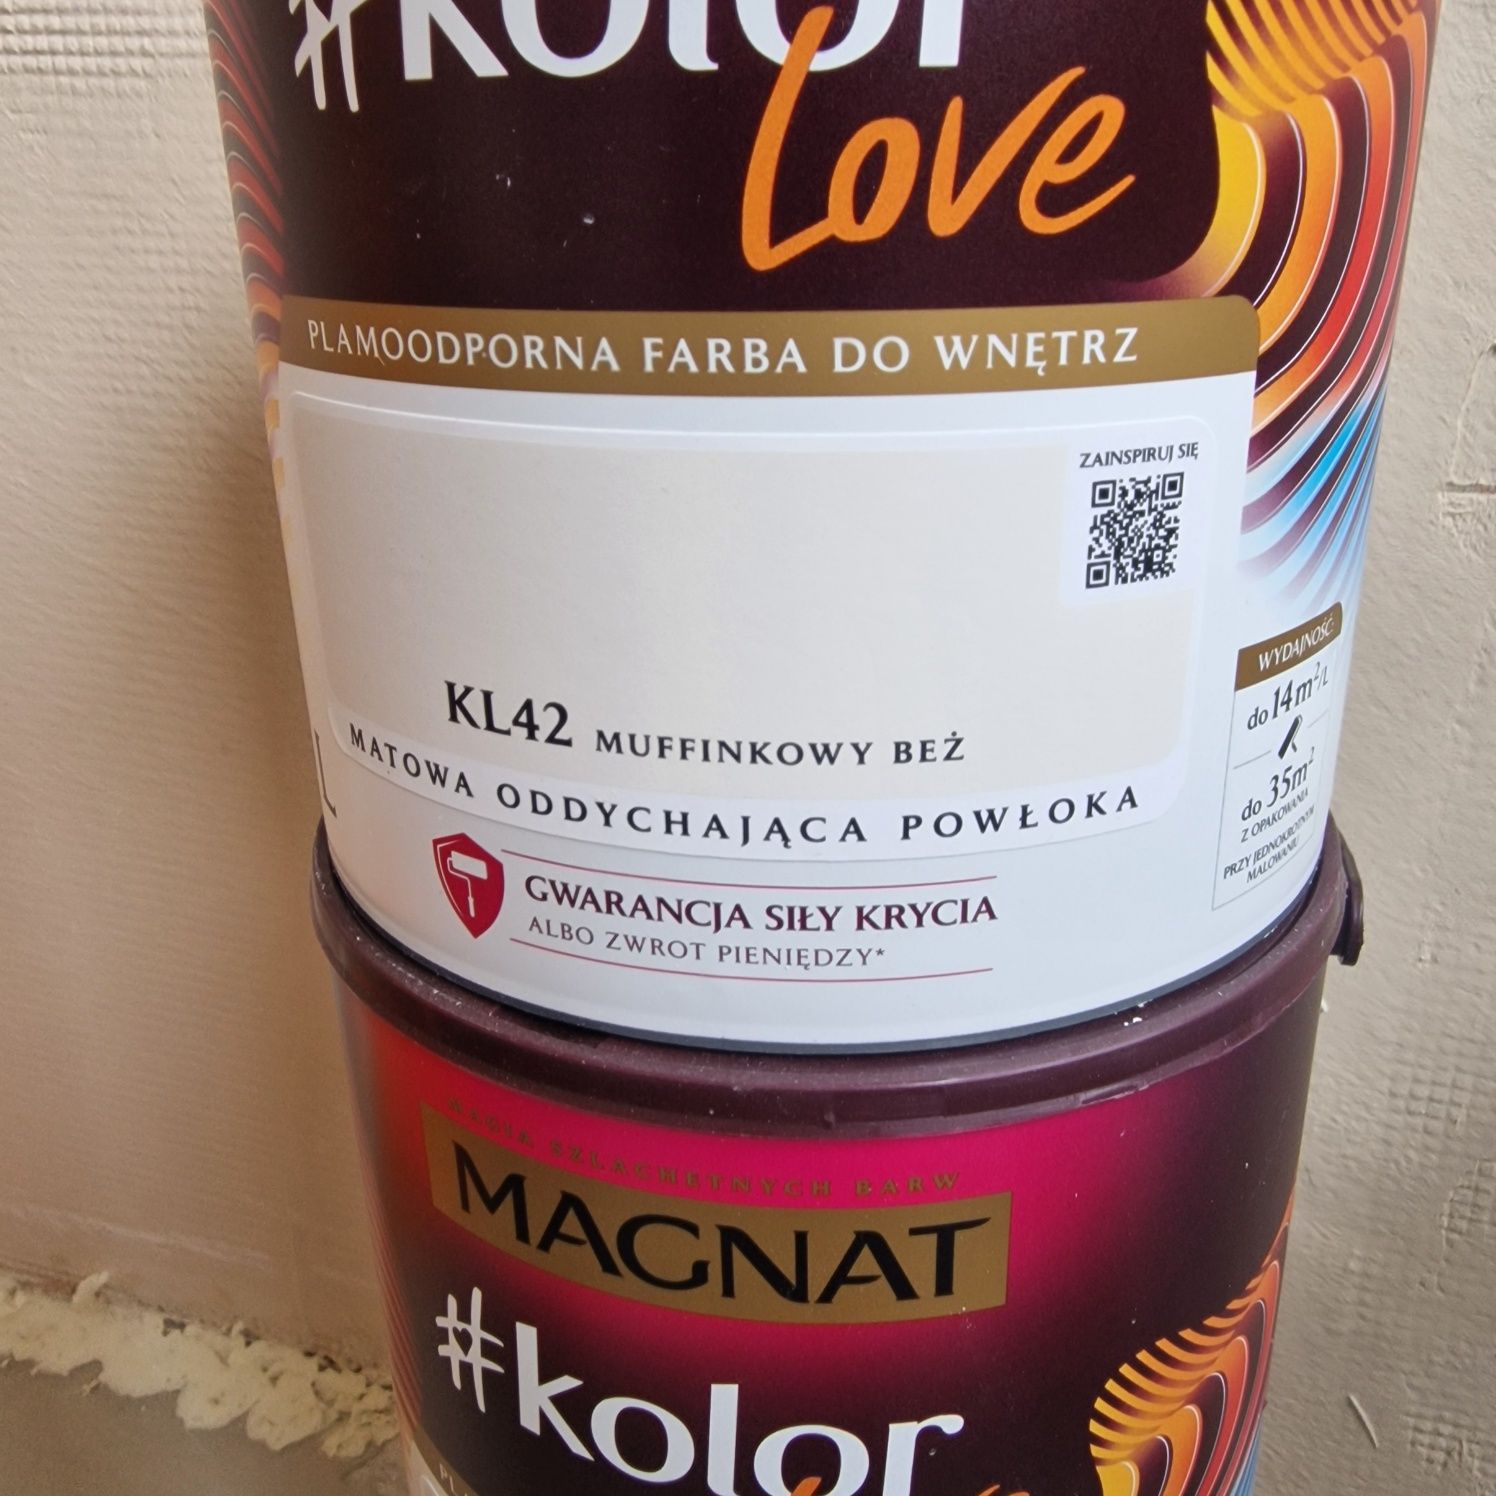 #kolor
Love
PLAMOODPORNA FARBA DO WNĘTRZ
ZAINSPIRUJ SIĘ
KL42 MUFFINKOWY BEŻ
MATOWA ODDYCHAJĄCA POWŁOKA
L
WYDAJNOŚĆ:
do 14m²/L
do 35m²
Z OPAKOWANIA
PRZY JEDNOKROTNYM
MALOWANIU
GWARANCJA SIŁY KRYCIA
ALBO ZWROT PIENIĘDZY*
MAGIA SZLACHETNYCH BARW
MAGNAT
#kolor